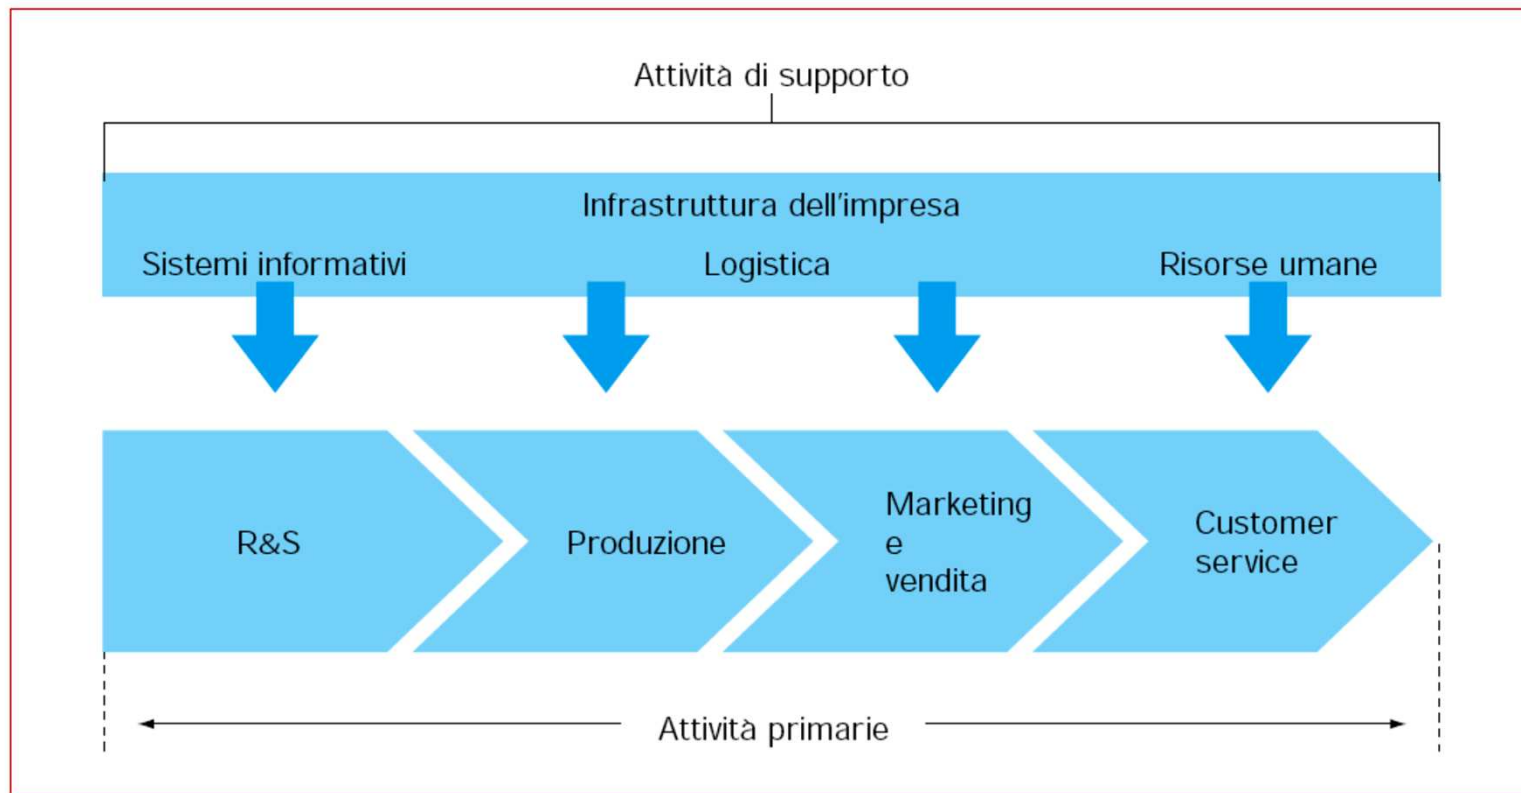 Attività di supporto
Infrastruttura dell'impresa
Sistemi informativi
Logistica
Risorse umane
R&S
Produzione
Marketing
e
vendita
Customer
service
Attività primarie